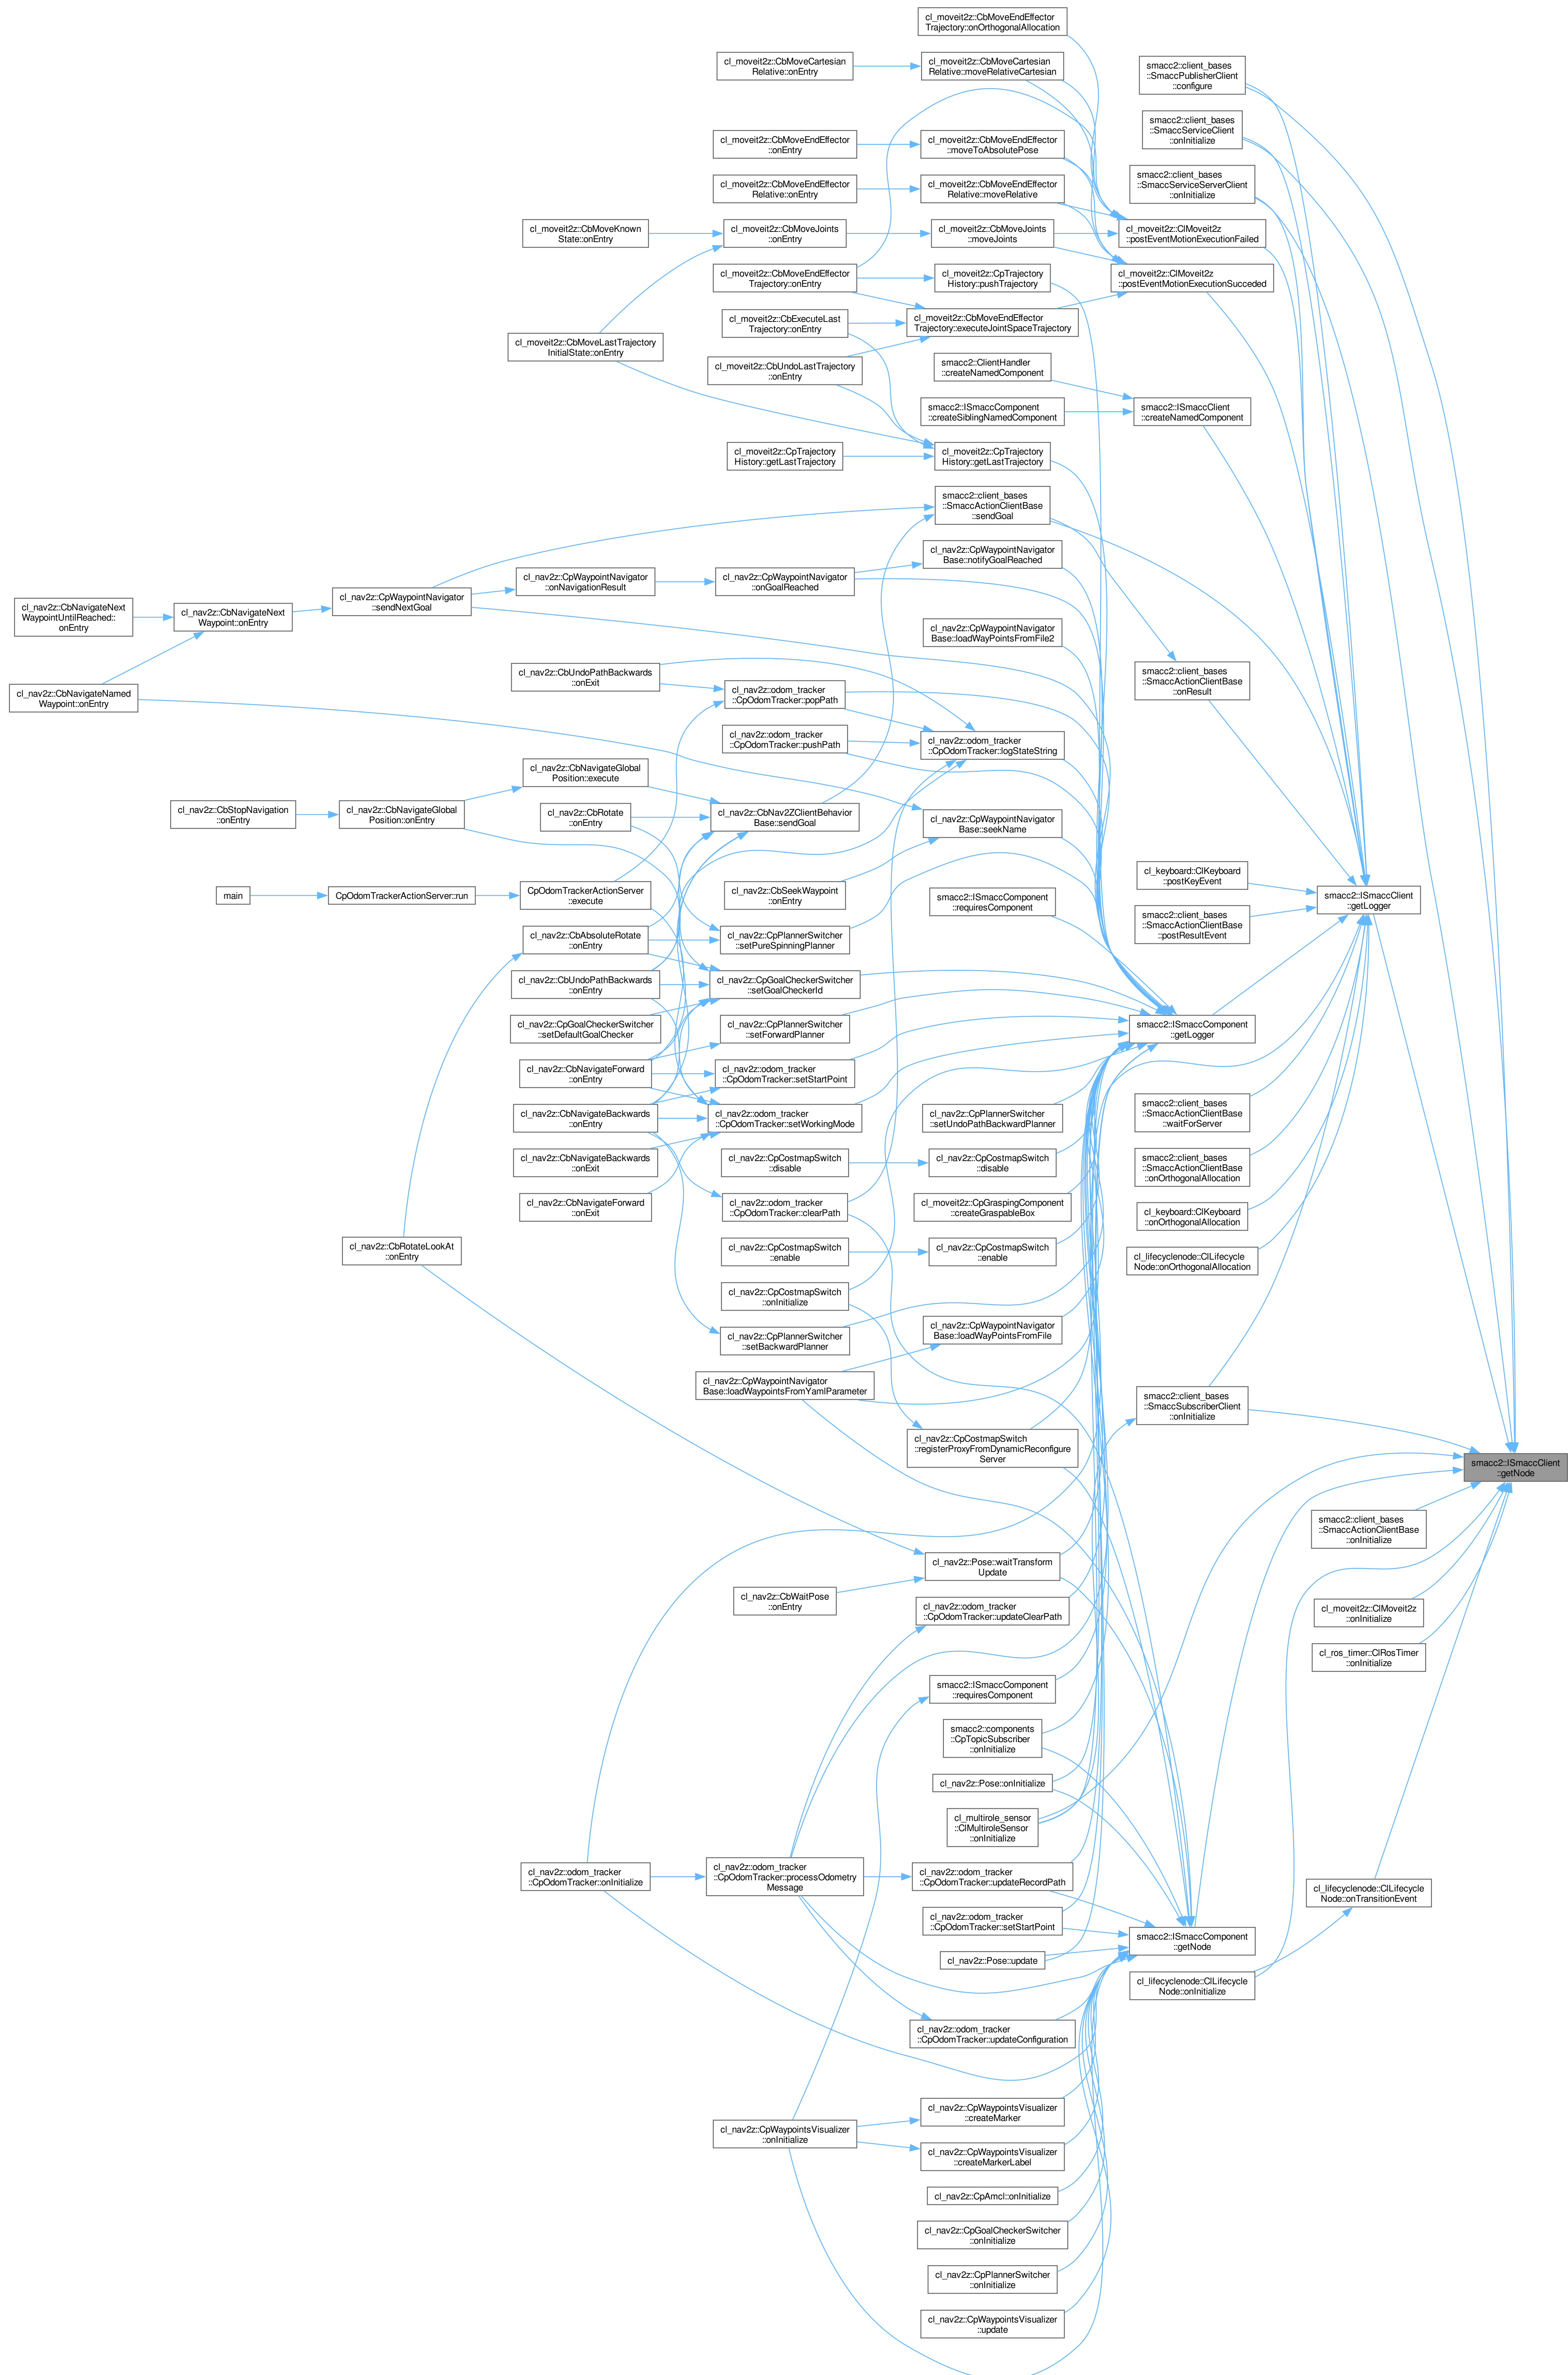 cl_moveit2z::CbMoveEndEffector
Trajectory::onOrthogonalAllocation
cl_moveit2z::CbMoveCartesian
Relative::onEntry
cl_moveit2z::CbMoveCartesian
Relative::moveRelativeCartesian
smacc2::client_bases
::SmaccPublisherClient
::configure
smacc2::client_bases
::SmaccServiceClient
::onInitialize
cl_moveit2z::CbMoveEndEffector
::onEntry
cl_moveit2z::CbMoveEndEffector
::moveToAbsolutePose
smacc2::client_bases
::SmaccServiceServerClient
::onInitialize
cl_moveit2z::CbMoveEndEffector
Relative::onEntry
cl_moveit2z::CbMoveEndEffector
Relative::moveRelative
cl_moveit2z::CbMoveKnown
State::onEntry
cl_moveit2z::CbMoveJoints
::onEntry
cl_moveit2z::CbMoveJoints
::moveJoints
cl_moveit2z::ClMoveit2z
::postEventMotionExecutionFailed
cl_moveit2z::CbMoveEndEffector
Trajectory::onEntry
cl_moveit2z::CpTrajectory
History::pushTrajectory
cl_moveit2z::ClMoveit2z
::postEventMotionExecutionSucceded
cl_moveit2z::CbExecuteLast
Trajectory::onEntry
cl_moveit2z::CbMoveEndEffector
Trajectory::executeJointSpaceTrajectory
cl_moveit2z::CbMoveLastTrajectory
InitialState::onEntry
cl_moveit2z::CbUndoLastTrajectory
::onEntry
smacc2::ClientHandler
::createNamedComponent
smacc2::ISmaccComponent
::createSiblingNamedComponent
smacc2::ISmaccClient
::createNamedComponent
cl_moveit2z::CpTrajectory
History::getLastTrajectory
cl_moveit2z::CpTrajectory
History::getLastTrajectory
smacc2::client_bases
::SmaccActionClientBase
::sendGoal
cl_nav2z::CpWaypointNavigator
Base::notifyGoalReached
cl_nav2z::CbNavigateNext
WaypointUntilReached::
onEntry
cl_nav2z::CbNavigateNext
Waypoint::onEntry
cl_nav2z::CpWaypointNavigator
::sendNextGoal
cl_nav2z::CpWaypointNavigator
::onNavigationResult
cl_nav2z::CpWaypointNavigator
::onGoalReached
cl_nav2z::CpWaypointNavigator
Base::loadWayPointsFromFile2
cl_nav2z::CbNavigateNamed
Waypoint::onEntry
cl_nav2z::CbUndoPathBackwards
::onExit
cl_nav2z::odom_tracker
::CpOdomTracker::popPath
smacc2::client_bases
::SmaccActionClientBase
::onResult
cl_nav2z::odom_tracker
::CpOdomTracker::pushPath
cl_nav2z::odom_tracker
::CpOdomTracker::logStateString
cl_nav2z::CbNavigateGlobal
Position::execute
cl_nav2z::CbStopNavigation
::onEntry
cl_nav2z::CbNavigateGlobal
Position::onEntry
cl_nav2z::CbRotate
::onEntry
cl_nav2z::CbNav2ZClientBehavior
Base::sendGoal
cl_nav2z::CpWaypointNavigator
Base::seekName
main
CpOdomTrackerActionServer::run
CpOdomTrackerActionServer
::execute
cl_nav2z::CbSeekWaypoint
::onEntry
smacc2::ISmaccComponent
::requiresComponent
cl_keyboard::ClKeyboard
::postKeyEvent
smacc2::ISmaccClient
::getLogger
smacc2::client_bases
::SmaccActionClientBase
::postResultEvent
cl_nav2z::CbAbsoluteRotate
::onEntry
cl_nav2z::CpPlannerSwitcher
::setPureSpinningPlanner
cl_nav2z::CbUndoPathBackwards
::onEntry
cl_nav2z::CpGoalCheckerSwitcher
::setGoalCheckerId
cl_nav2z::CpGoalCheckerSwitcher
::setDefaultGoalChecker
cl_nav2z::CpPlannerSwitcher
::setForwardPlanner
smacc2::ISmaccComponent
::getLogger
cl_nav2z::CbNavigateForward
::onEntry
cl_nav2z::odom_tracker
::CpOdomTracker::setStartPoint
cl_nav2z::CbNavigateBackwards
::onEntry
cl_nav2z::odom_tracker
::CpOdomTracker::setWorkingMode
cl_nav2z::CpPlannerSwitcher
::setUndoPathBackwardPlanner
smacc2::client_bases
::SmaccActionClientBase
::waitForServer
cl_nav2z::CbNavigateBackwards
::onExit
cl_nav2z::CpCostmapSwitch
::disable
cl_nav2z::CpCostmapSwitch
::disable
smacc2::client_bases
::SmaccActionClientBase
::onOrthogonalAllocation
cl_nav2z::CbNavigateForward
::onExit
cl_nav2z::odom_tracker
::CpOdomTracker::clearPath
cl_moveit2z::CpGraspingComponent
::createGraspableBox
cl_keyboard::ClKeyboard
::onOrthogonalAllocation
cl_nav2z::CbRotateLookAt
::onEntry
cl_nav2z::CpCostmapSwitch
::enable
cl_nav2z::CpCostmapSwitch
::enable
cl_lifecyclenode::ClLifecycle
Node::onOrthogonalAllocation
cl_nav2z::CpCostmapSwitch
::onInitialize
cl_nav2z::CpPlannerSwitcher
::setBackwardPlanner
cl_nav2z::CpWaypointNavigator
Base::loadWayPointsFromFile
cl_nav2z::CpWaypointNavigator
Base::loadWaypointsFromYamlParameter
smacc2::client_bases
::SmaccSubscriberClient
::onInitialize
cl_nav2z::CpCostmapSwitch
::registerProxyFromDynamicReconfigure
Server
smacc2::ISmaccClient
::getNode
smacc2::client_bases
::SmaccActionClientBase
::onInitialize
cl_nav2z::Pose::waitTransform
Update
cl_nav2z::CbWaitPose
::onEntry
cl_nav2z::odom_tracker
::CpOdomTracker::updateClearPath
cl_moveit2z::ClMoveit2z
::onInitialize
cl_ros_timer::ClRosTimer
::onInitialize
smacc2::ISmaccComponent
::requiresComponent
smacc2::components
::CpTopicSubscriber
::onInitialize
cl_nav2z::Pose::onInitialize
cl_multirole_sensor
::ClMultiroleSensor
::onInitialize
cl_nav2z::odom_tracker
::CpOdomTracker::onInitialize
cl_nav2z::odom_tracker
::CpOdomTracker::processOdometry
Message
cl_nav2z::odom_tracker
::CpOdomTracker::updateRecordPath
cl_lifecyclenode::ClLifecycle
Node::onTransitionEvent
cl_nav2z::odom_tracker
::CpOdomTracker::setStartPoint
smacc2::ISmaccComponent
::getNode
cl_nav2z::Pose::update
cl_lifecyclenode::ClLifecycle
Node::onInitialize
cl_nav2z::odom_tracker
::CpOdomTracker::updateConfiguration
cl_nav2z::CpWaypointsVisualizer
::createMarker
cl_nav2z::CpWaypointsVisualizer
::onInitialize
cl_nav2z::CpWaypointsVisualizer
::createMarkerLabel
cl_nav2z::CpAmcl::onInitialize
cl_nav2z::CpGoalCheckerSwitcher
::onInitialize
cl_nav2z::CpPlannerSwitcher
::onInitialize
cl_nav2z::CpWaypointsVisualizer
::update